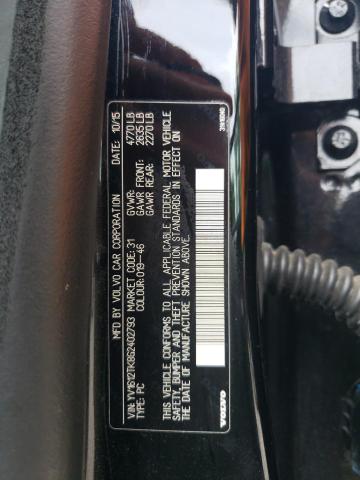 MFD BY VOLVO CAR CORPORATION DATE: 10/15
VIN: YV1612TK8G2402793 MARKET CODE: 31 GVWR: 4770 LB
TYPE: PC COLOUR: 019-46 GAWR FRONT: 2635 LB
GAWR REAR: 2270 LB
THIS VEHICLE CONFORMS TO ALL APPLICABLE FEDERAL MOTOR VEHICLE
SAFETY, BUMPER AND THEFT PREVENTION STANDARDS IN EFFECT ON
THE DATE OF MANUFACTURE SHOWN ABOVE.
VOLVO